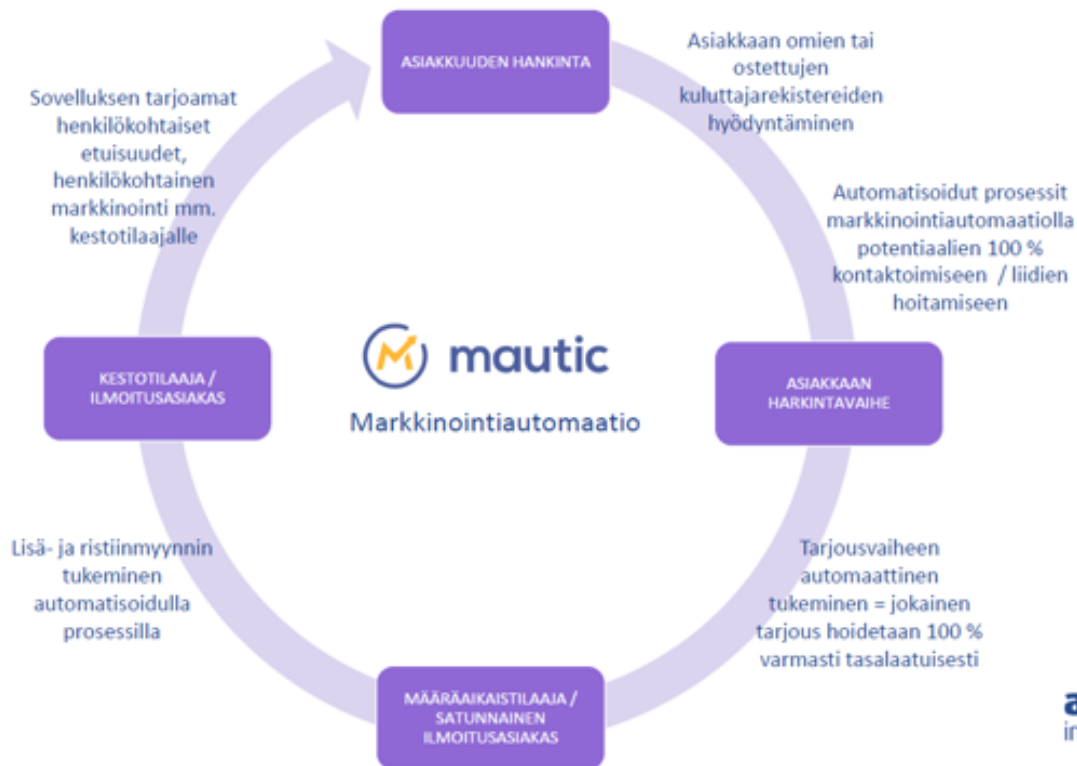 ASIAKKUUDEN HANKINTA
Asiakkaan omien tai
ostettujen
kuluttajarekistereiden
hyödyntäminen
Automatisoidut prosessit
markkinointiautomaatiolla
potentiaalien 100 %
kontaktoimiseen / liidien
hoitamiseen
ASIAKKAAN
HARKINTAVAIHE
Tarjousvaiheen
automaattinen
tukeminen = jokainen
tarjous hoidetaan 100 %
varmasti tasalaatuisesti
MÄÄRÄAIKAISTILAAJA /
SATUNNAINEN
ILMOITUSASIAKAS
Lisä- ja ristiinmyynnin
tukeminen
automatisoidulla
prosessilla
KESTOTILAAJA /
ILMOITUSASIAKAS
Sovelluksen tarjoamat
henkilökohtaiset
etuisuudet,
henkilökohtainen
markkinointi mm.
kestotilaajalle
mautic
Markkinointiautomaatio